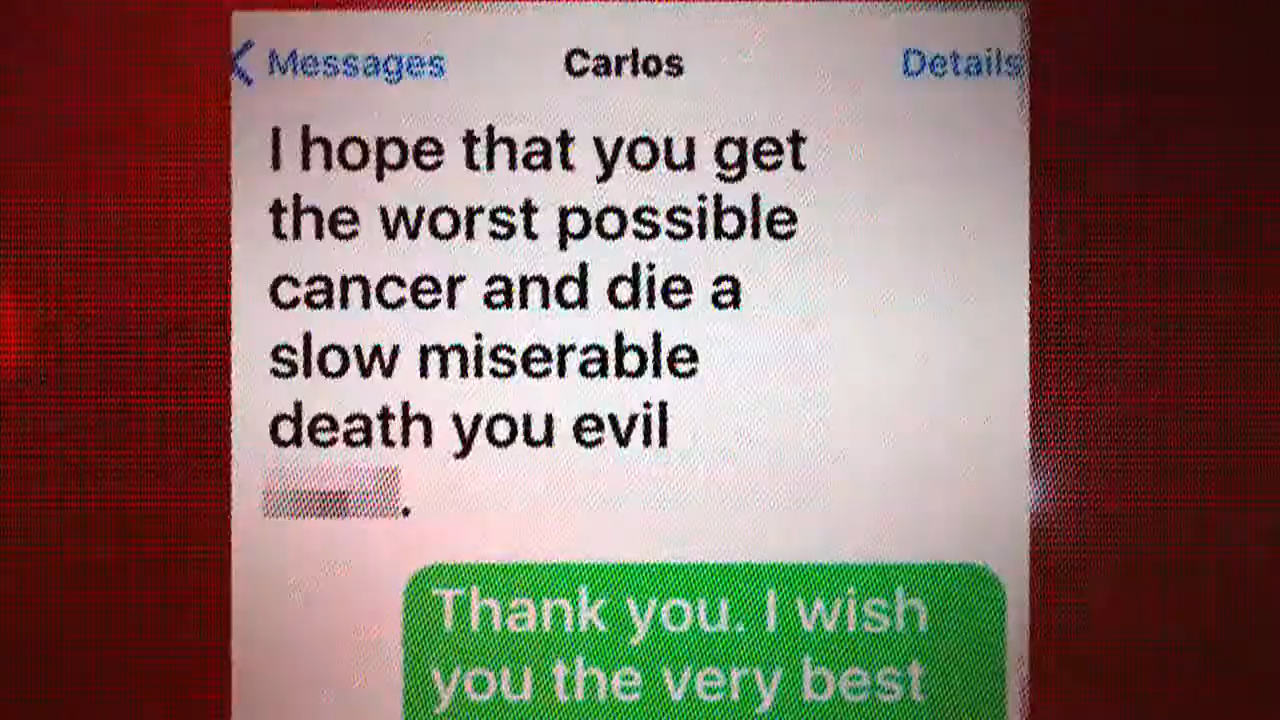 Messages Carlos Details
I hope that you get
the worst possible
cancer and die a
slow miserable
death you evil
.
Thank you. I wish
you the very best